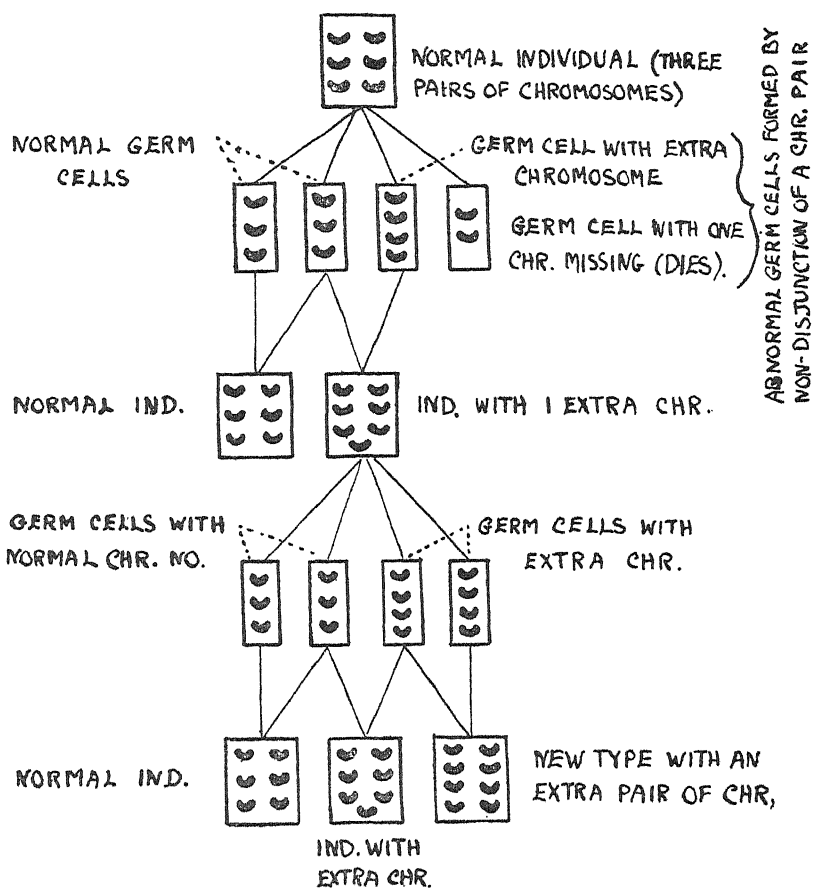 NORMAL INDIVIDUAL (THREE
PAIRS OF CHROMOSOMES)
NORMAL GERM
CELLS
GERM CELL WITH EXTRA
CHROMOSOME
GERM CELL WITH ONE
CHR. MISSING (DIES).
ABNORMAL GERM CELLS FORMED BY
NON-DISJUNCTION OF A CHR. PAIR
NORMAL IND.
IND. WITH 1 EXTRA CHR.
GERM CELLS WITH
NORMAL CHR. NO.
GERM CELLS WITH
EXTRA CHR.
NORMAL IND.
IND. WITH
EXTRA CHR.
NEW TYPE WITH AN
EXTRA PAIR OF CHR,